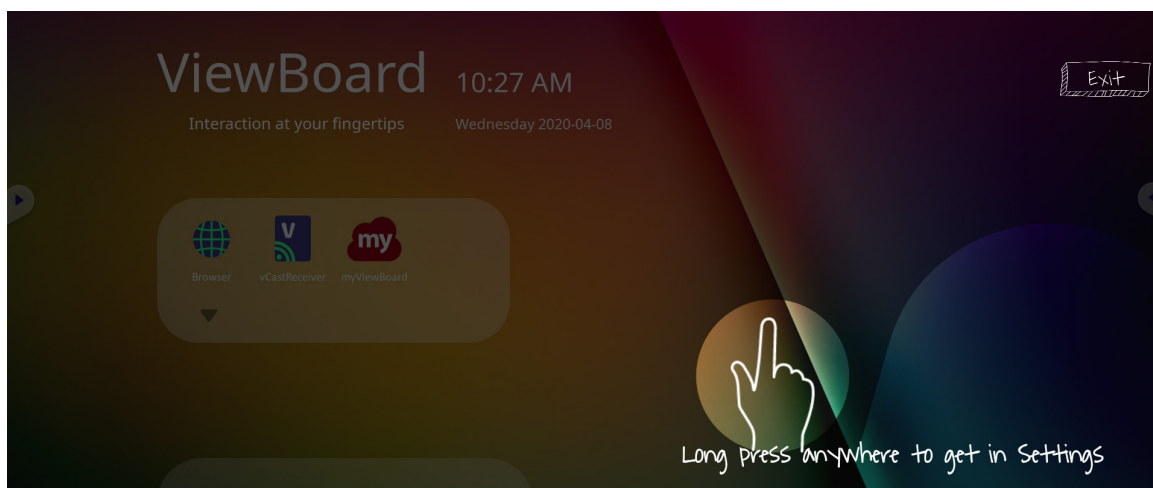 ViewBoard 10:27 AM
Exit
Interaction at your fingertips Wednesday 2020-04-08
V my
Browser vCastReceiver myViewBoard
Long press anywhere to get in Settings